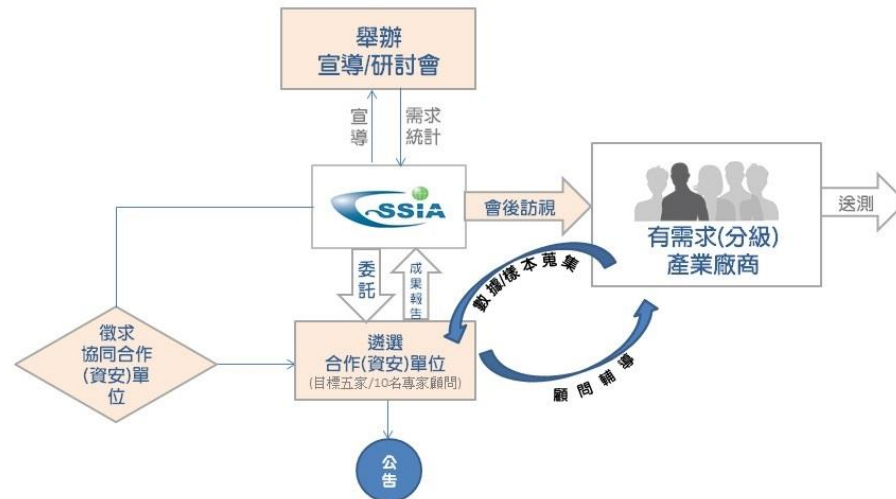 舉辦
宣導/研討會
宣導
需求
統計
SSIA
會後訪視
有需求(分級)
產業廠商
送測
委託
成果報告
數據/樣本蒐集
顧問輔導
徵求
協同合作
(資安)單
位
遴選
合作(資安)單位
(目標五家/10名專家顧問)
公告